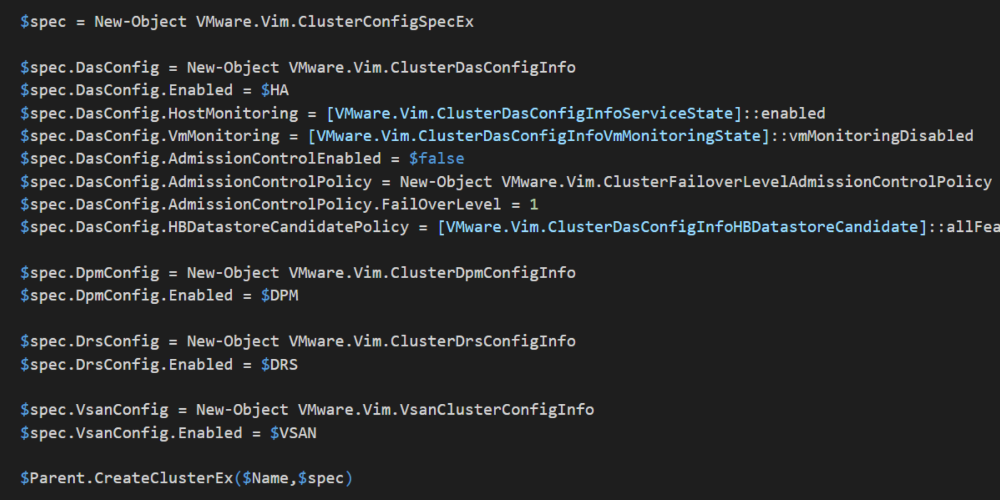 $spec = New-Object VMware.Vim.ClusterConfigSpecEx
$spec.DasConfig = New-Object VMware.Vim.ClusterDasConfigInfo
$spec.DasConfig.Enabled = $HA
$spec.DasConfig.HostMonitoring = [VMware.Vim.ClusterDasConfigInfoServiceState]::enabled
$spec.DasConfig.VmMonitoring = [VMware.Vim.ClusterDasConfigInfoVmMonitoringState]::vmMonitoringDisabled
$spec.DasConfig.AdmissionControlEnabled = $false
$spec.DasConfig.AdmissionControlPolicy = New-Object VMware.Vim.ClusterFailoverLevelAdmissionControlPolicy
$spec.DasConfig.AdmissionControlPolicy.FailOverLevel = 1
$spec.DasConfig.HBDatastoreCandidatePolicy = [VMware.Vim.ClusterDasConfigInfoHBDatastoreCandidate]::allFea
$spec.DpmConfig = New-Object VMware.Vim.ClusterDpmConfigInfo
$spec.DpmConfig.Enabled = $DPM
$spec.DrsConfig = New-Object VMware.Vim.ClusterDrsConfigInfo
$spec.DrsConfig.Enabled = $DRS
$spec.VsanConfig = New-Object VMware.Vim.VsanClusterConfigInfo
$spec.VsanConfig.Enabled = $VSAN
$Parent.CreateClusterEx($Name,$spec)